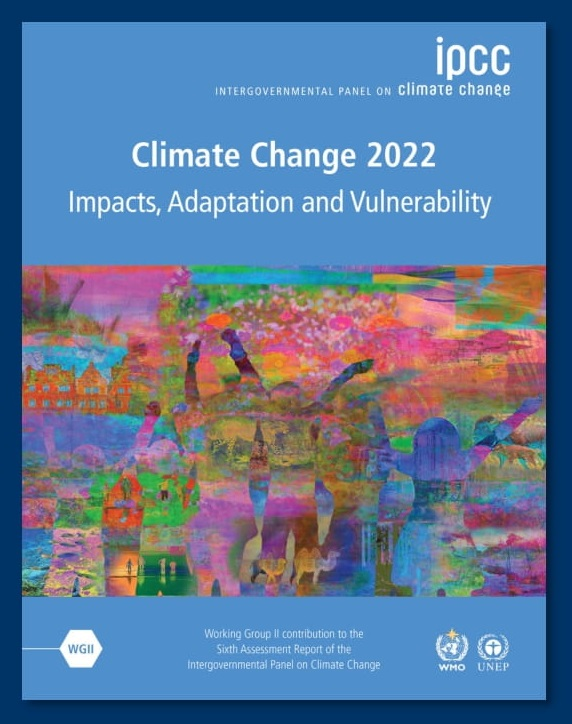 ipcc
INTERGOVERNMENTAL PANEL ON climate change
Climate Change 2022
Impacts, Adaptation and Vulnerability
WGII
Working Group II contribution to the
Sixth Assessment Report of the
Intergovernmental Panel on Climate Change
WMO
UNEP